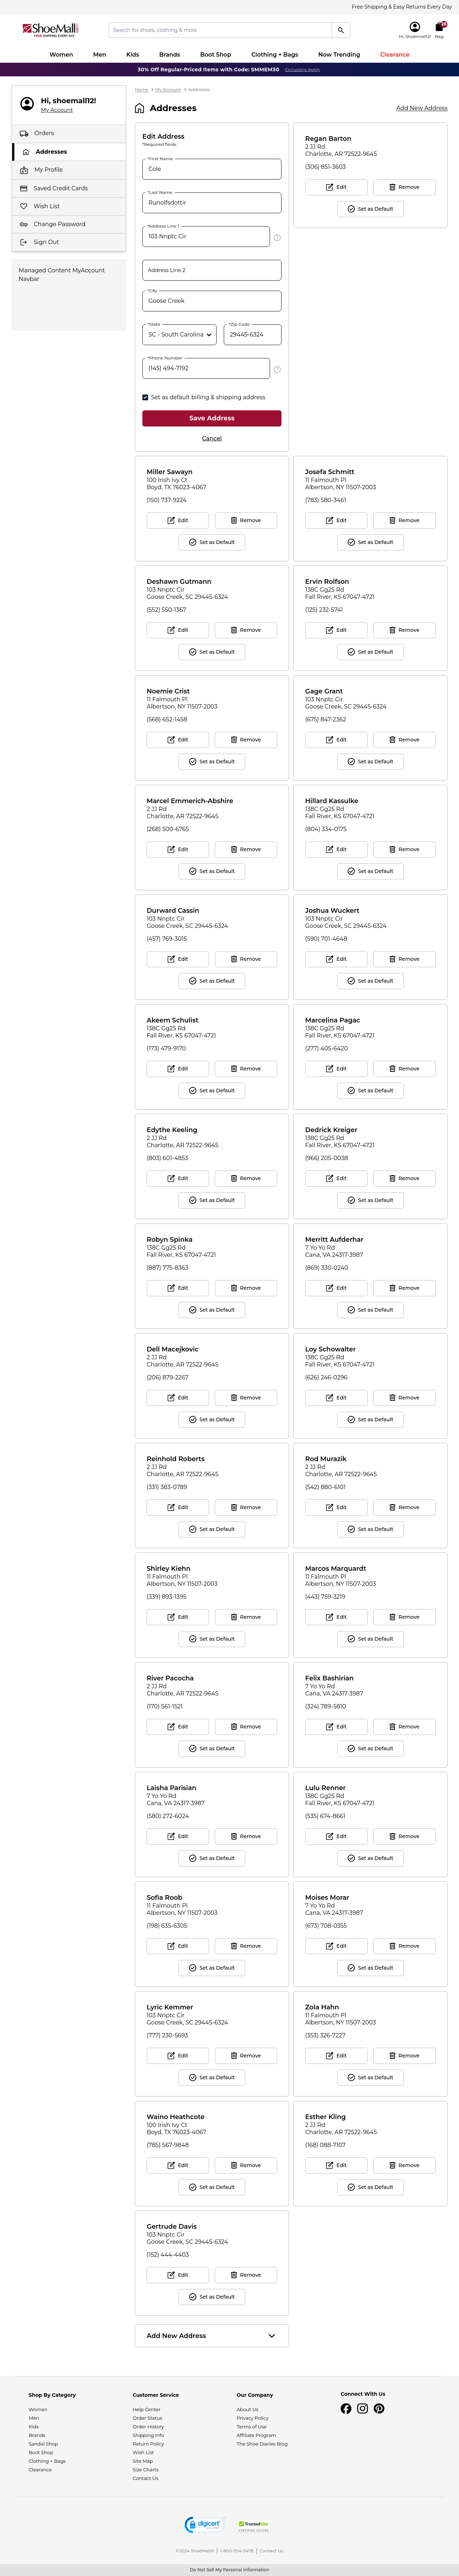 Free Shipping & Easy Returns Every Day
ShoeMall
FREE SHIPPING EVERY DAY
Search for shoes, clothing & more
Hi, Shoemall12!
Bag
Women
Men
Kids
Brands
Boot Shop
Clothing + Bags
Now Trending
Clearance
30% Off Regular-Priced Items with Code: SMMEM30 Exclusions Apply
Hi, shoemall12!
My Account
Orders
Addresses
My Profile
Saved Credit Cards
Wish List
Change Password
Sign Out
Managed Content MyAccount
Navbar
Home > My Account > Addresses
Addresses
Add New Address
Edit Address
*Required fields
*First Name
Cole
*Last Name
Runolfsdottir
*Address Line 1
103 Nnptc Cir
Address Line 2
*City
Goose Creek
*State
SC - South Carolina
*Zip Code
29445-6324
*Phone Number
(145) 494-7192
Set as default billing & shipping address
Save Address
Cancel
Regan Barton
2 JJ Rd
Charlotte, AR 72522-9645
(306) 851-3603
Edit
Remove
Set as Default
Miller Sawayn
100 Irish Ivy Ct
Boyd, TX 76023-4067
(150) 737-9224
Edit
Remove
Set as Default
Josefa Schmitt
11 Falmouth Pl
Albertson, NY 11507-2003
(783) 580-3461
Edit
Remove
Set as Default
Deshawn Gutmann
103 Nnptc Cir
Goose Creek, SC 29445-6324
(552) 550-1367
Edit
Remove
Set as Default
Ervin Rolfson
138C Gg25 Rd
Fall River, KS 67047-4721
(125) 232-5741
Edit
Remove
Set as Default
Noemie Crist
11 Falmouth Pl
Albertson, NY 11507-2003
(568) 652-1458
Edit
Remove
Set as Default
Gage Grant
103 Nnptc Cir
Goose Creek, SC 29445-6324
(675) 847-2362
Edit
Remove
Set as Default
Marcel Emmerich-Abshire
2 JJ Rd
Charlotte, AR 72522-9645
(268) 500-6765
Edit
Remove
Set as Default
Hillard Kassulke
138C Gg25 Rd
Fall River, KS 67047-4721
(804) 334-0175
Edit
Remove
Set as Default
Durward Cassin
103 Nnptc Cir
Goose Creek, SC 29445-6324
(457) 769-3015
Edit
Remove
Set as Default
Joshua Wuckert
103 Nnptc Cir
Goose Creek, SC 29445-6324
(590) 701-4648
Edit
Remove
Set as Default
Akeem Schulist
138C Gg25 Rd
Fall River, KS 67047-4721
(173) 479-9170
Edit
Remove
Set as Default
Marcelina Pagac
138C Gg25 Rd
Fall River, KS 67047-4721
(277) 405-6420
Edit
Remove
Set as Default
Edythe Keeling
2 JJ Rd
Charlotte, AR 72522-9645
(803) 601-4853
Edit
Remove
Set as Default
Dedrick Kreiger
138C Gg25 Rd
Fall River, KS 67047-4721
(966) 205-0038
Edit
Remove
Set as Default
Robyn Spinka
138C Gg25 Rd
Fall River, KS 67047-4721
(887) 775-8363
Edit
Remove
Set as Default
Merritt Aufderhar
7 Yo Yo Rd
Cana, VA 24317-3987
(869) 330-0240
Edit
Remove
Set as Default
Dell Macejkovic
2 JJ Rd
Charlotte, AR 72522-9645
(206) 879-2267
Edit
Remove
Set as Default
Loy Schowalter
138C Gg25 Rd
Fall River, KS 67047-4721
(626) 246-0296
Edit
Remove
Set as Default
Reinhold Roberts
2 JJ Rd
Charlotte, AR 72522-9645
(331) 383-0789
Edit
Remove
Set as Default
Rod Murazik
2 JJ Rd
Charlotte, AR 72522-9645
(542) 880-6101
Edit
Remove
Set as Default
Shirley Kiehn
11 Falmouth Pl
Albertson, NY 11507-2003
(339) 893-1395
Edit
Remove
Set as Default
Marcos Marquardt
11 Falmouth Pl
Albertson, NY 11507-2003
(443) 759-3219
Edit
Remove
Set as Default
River Pacocha
2 JJ Rd
Charlotte, AR 72522-9645
(170) 561-1521
Edit
Remove
Set as Default
Felix Bashirian
7 Yo Yo Rd
Cana, VA 24317-3987
(324) 789-5810
Edit
Remove
Set as Default
Laisha Parisian
7 Yo Yo Rd
Cana, VA 24317-3987
(580) 272-6024
Edit
Remove
Set as Default
Lulu Renner
138C Gg25 Rd
Fall River, KS 67047-4721
(535) 674-8661
Edit
Remove
Set as Default
Sofia Roob
11 Falmouth Pl
Albertson, NY 11507-2003
(198) 635-6305
Edit
Remove
Set as Default
Moises Morar
7 Yo Yo Rd
Cana, VA 24317-3987
(673) 708-0355
Edit
Remove
Set as Default
Lyric Kemmer
103 Nnptc Cir
Goose Creek, SC 29445-6324
(777) 230-5693
Edit
Remove
Set as Default
Zola Hahn
11 Falmouth Pl
Albertson, NY 11507-2003
(353) 326-7227
Edit
Remove
Set as Default
Waino Heathcote
100 Irish Ivy Ct
Boyd, TX 76023-4067
(785) 567-9848
Edit
Remove
Set as Default
Esther Kling
2 JJ Rd
Charlotte, AR 72522-9645
(168) 088-7107
Edit
Remove
Set as Default
Gertrude Davis
103 Nnptc Cir
Goose Creek, SC 29445-6324
(152) 444-4403
Edit
Remove
Set as Default
Add New Address
Shop By Category
Women
Men
Kids
Brands
Sandal Shop
Boot Shop
Clothing + Bags
Clearance
Customer Service
Help Center
Order Status
Order History
Shipping Info
Return Policy
Wish List
Site Map
Size Charts
Contact Us
Our Company
About Us
Privacy Policy
Terms of Use
Affiliate Program
The Shoe Diaries Blog
Connect With Us
digicert
TrustedSite
CERTIFIED SECURE
©2024 ShoeMall® | 1-800-704-5478 | Contact Us
Do Not Sell My Personal Information